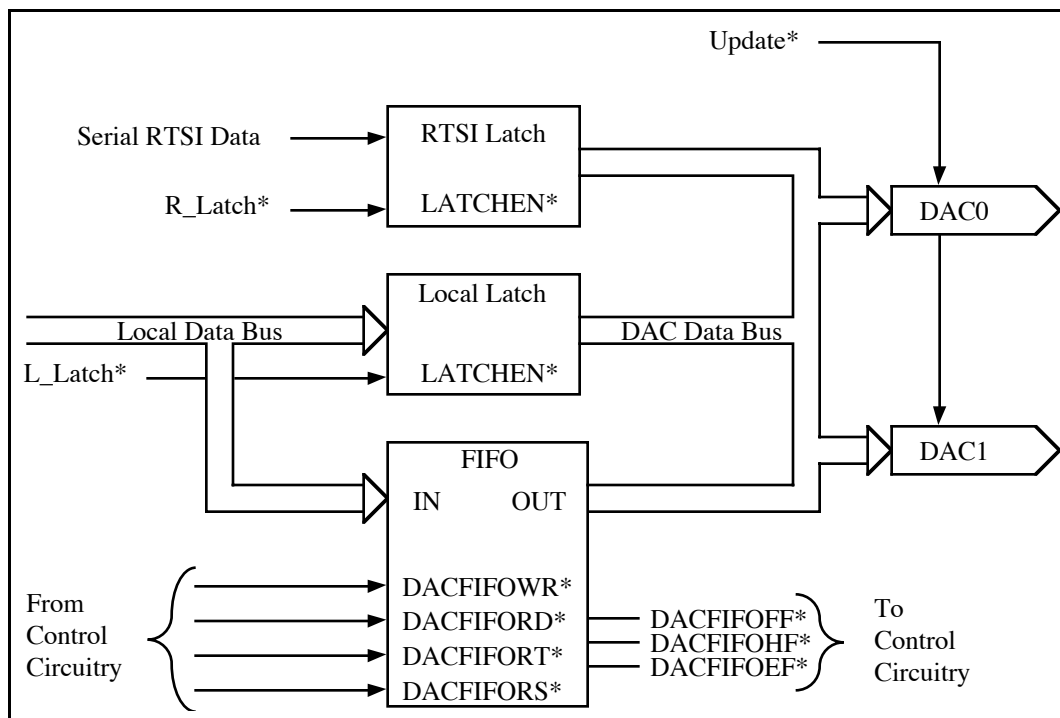 Update*
Serial RTSI Data
RTSI Latch
R_Latch*
LATCHEN*
DAC0
Local Latch
Local Data Bus
DAC Data Bus
L_Latch*
LATCHEN*
DAC1
FIFO
IN
OUT
From
Control
Circuitry
DACFIFOWR*
DACFIFORD*
DACFIFORT*
DACFIFORS*
DACFIFOFF*
DACFIFOHF*
DACFIFOEF*
To
Control
Circuitry